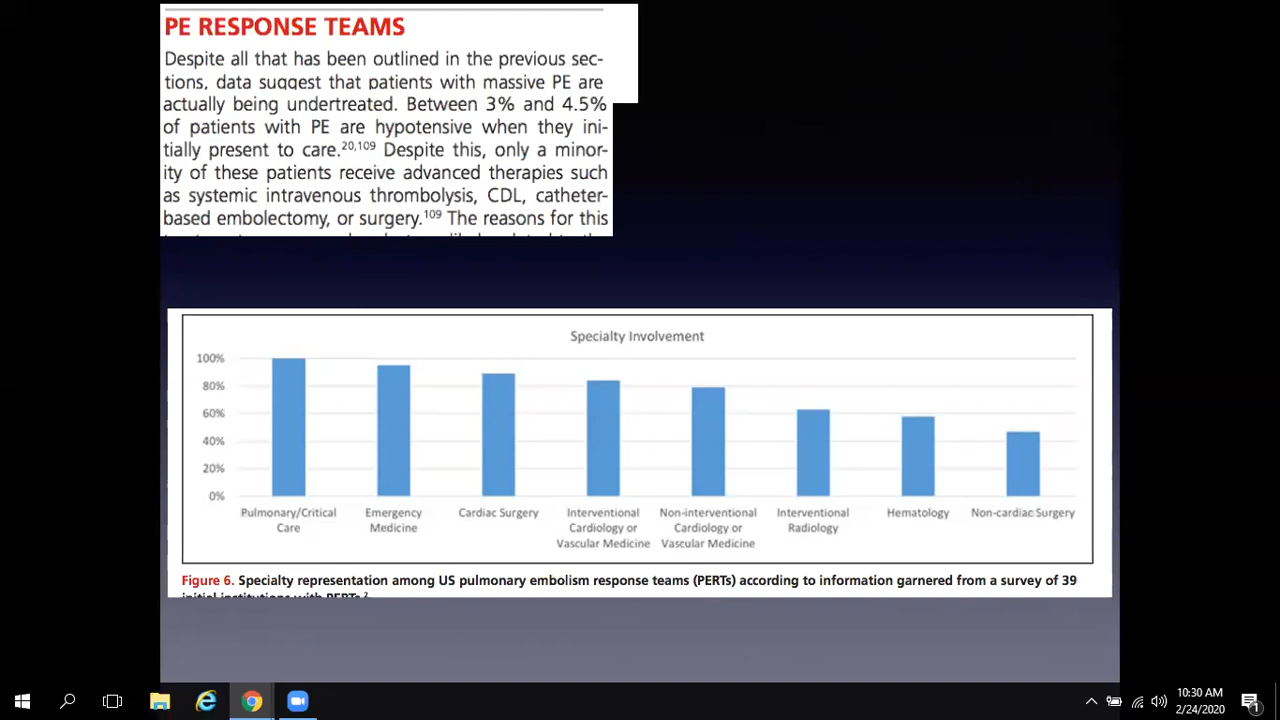 PE RESPONSE TEAMS
Despite all that has been outlined in the previous sec-
tions, data suggest that patients with massive PE are
actually being undertreated. Between 3% and 4.5%
of patients with PE are hypotensive when they ini-
tially present to care.20,109 Despite this, only a minor-
ity of these patients receive advanced therapies such
as systemic intravenous thrombolysis, CDL, catheter-
based embolectomy, or surgery.109 The reasons for this
Specialty Involvement
100%
80%
60%
40%
20%
0%
Pulmonary/Critical Care
Emergency Medicine
Cardiac Surgery
Interventional Cardiology or Vascular Medicine
Non-interventional Cardiology or Vascular Medicine
Interventional Radiology
Hematology
Non-cardiac Surgery
Figure 6. Specialty representation among US pulmonary embolism response teams (PERTs) according to information garnered from a survey of 39
initial institutions with PERTs.2
10:30 AM
2/24/2020
1